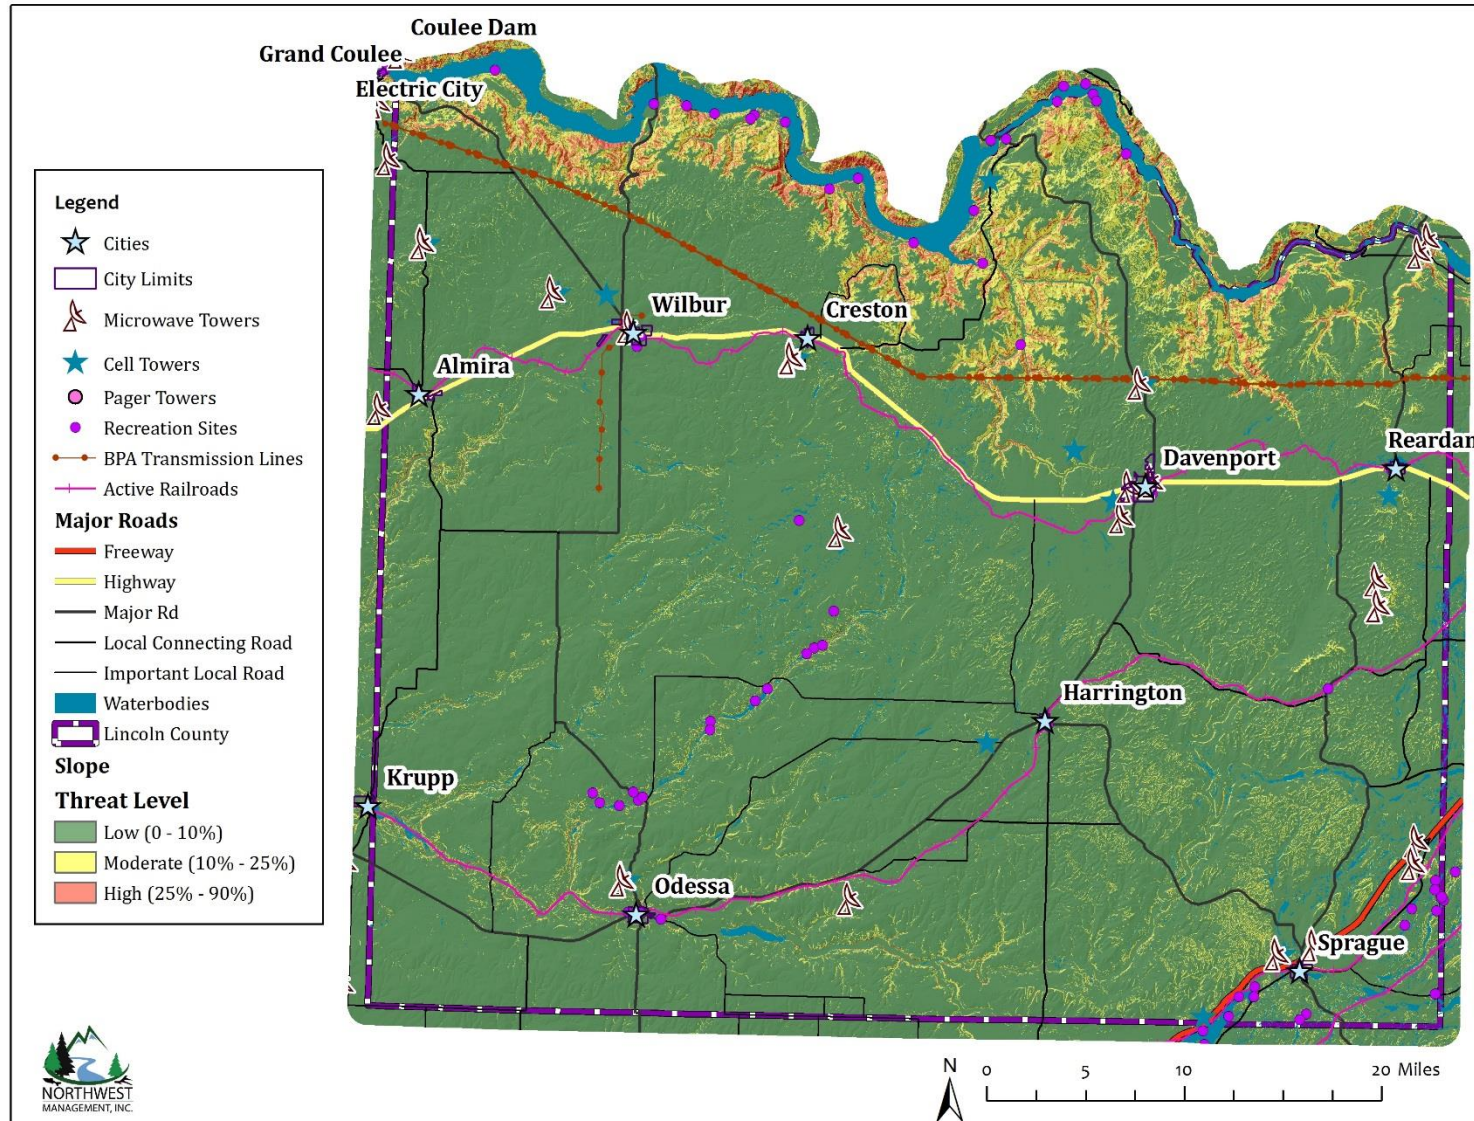 Coulee Dam
Grand Coulee
Electric City
Legend
Cities
City Limits
Microwave Towers
Cell Towers
Pager Towers
Recreation Sites
BPA Transmission Lines
Active Railroads
Major Roads
Freeway
Highway
Major Rd
Local Connecting Road
Important Local Road
Waterbodies
Lincoln County
Slope
Threat Level
Low (0 - 10%)
Moderate (10% - 25%)
High (25% - 90%)
Wilbur
Creston
Almira
Reardan
Davenport
Harrington
Krupp
Odessa
Sprague
NORTHWEST
MANAGEMENT, INC.
N
0 5 10 20 Miles